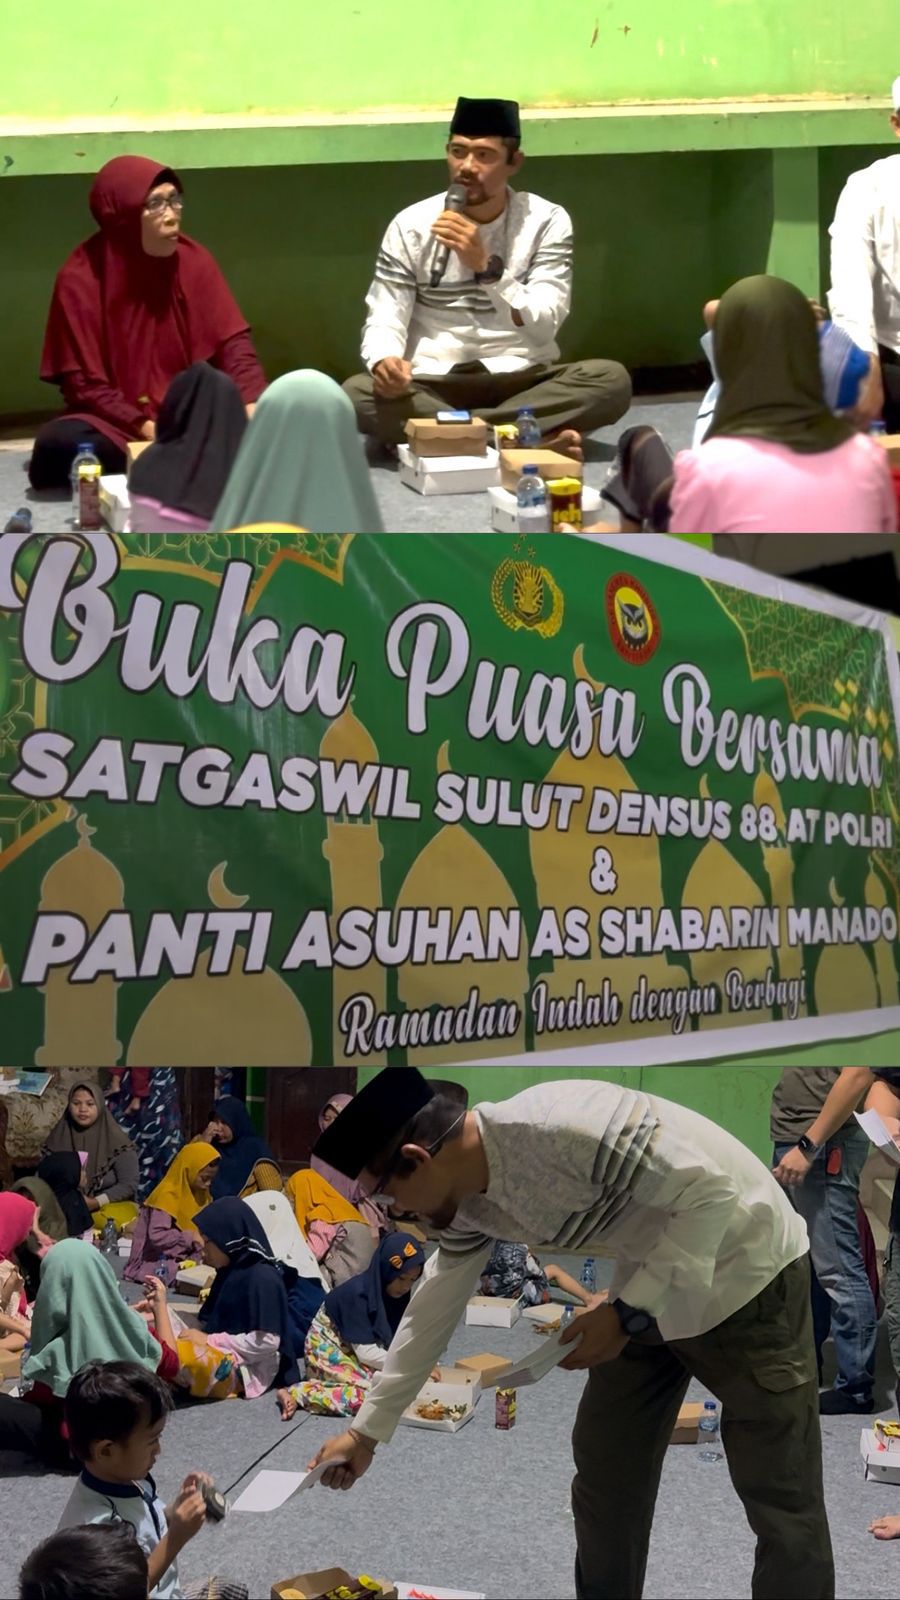 Buka Puasa Bersama
SATGASWIL SULUT DENSUS 88 AT POLRI
&
PANTI ASUHAN AS SHABARIN MANADO
Ramadan Indah dengan Berbagi